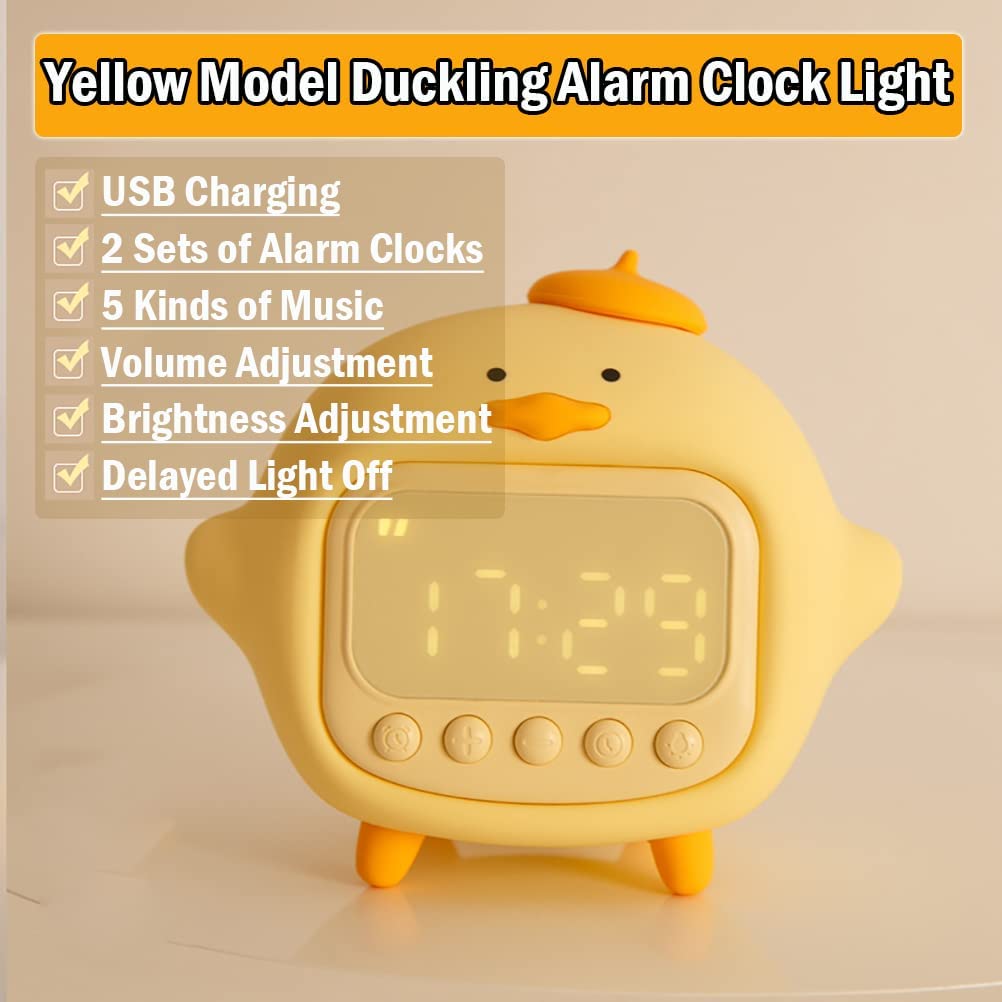 Yellow Model Duckling Alarm Clock Light
USB Charging
2 Sets of Alarm Clocks
5 Kinds of Music
Volume Adjustment
Brightness Adjustment
Delayed Light Off
17:29